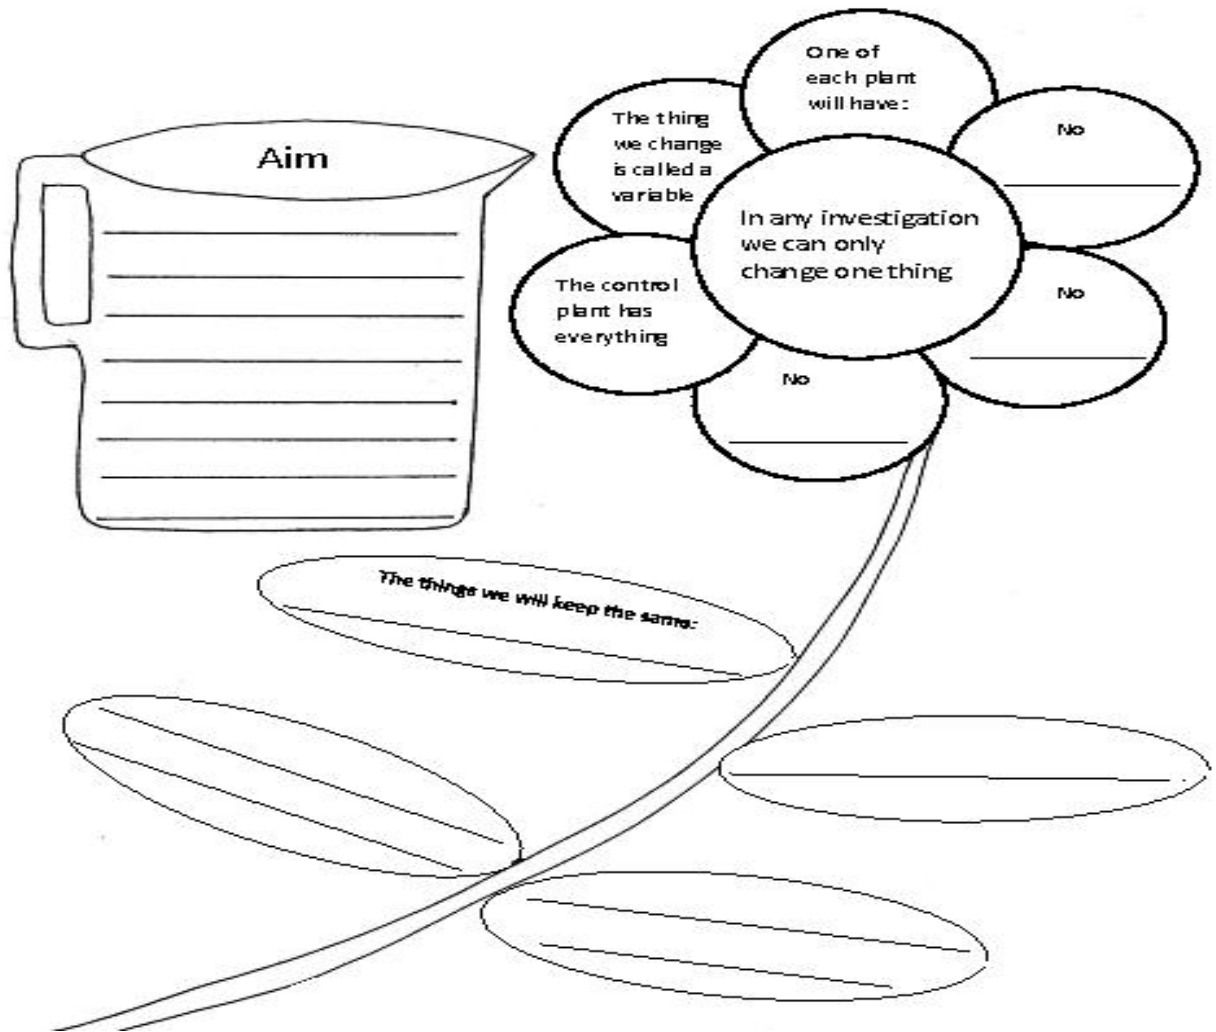 Aim
One of
each plant
will have:
The thing
we change
is called a
variable
No
In any investigation
we can only
change one thing
The control
plant has
everything
No
No
The things we will keep the same: